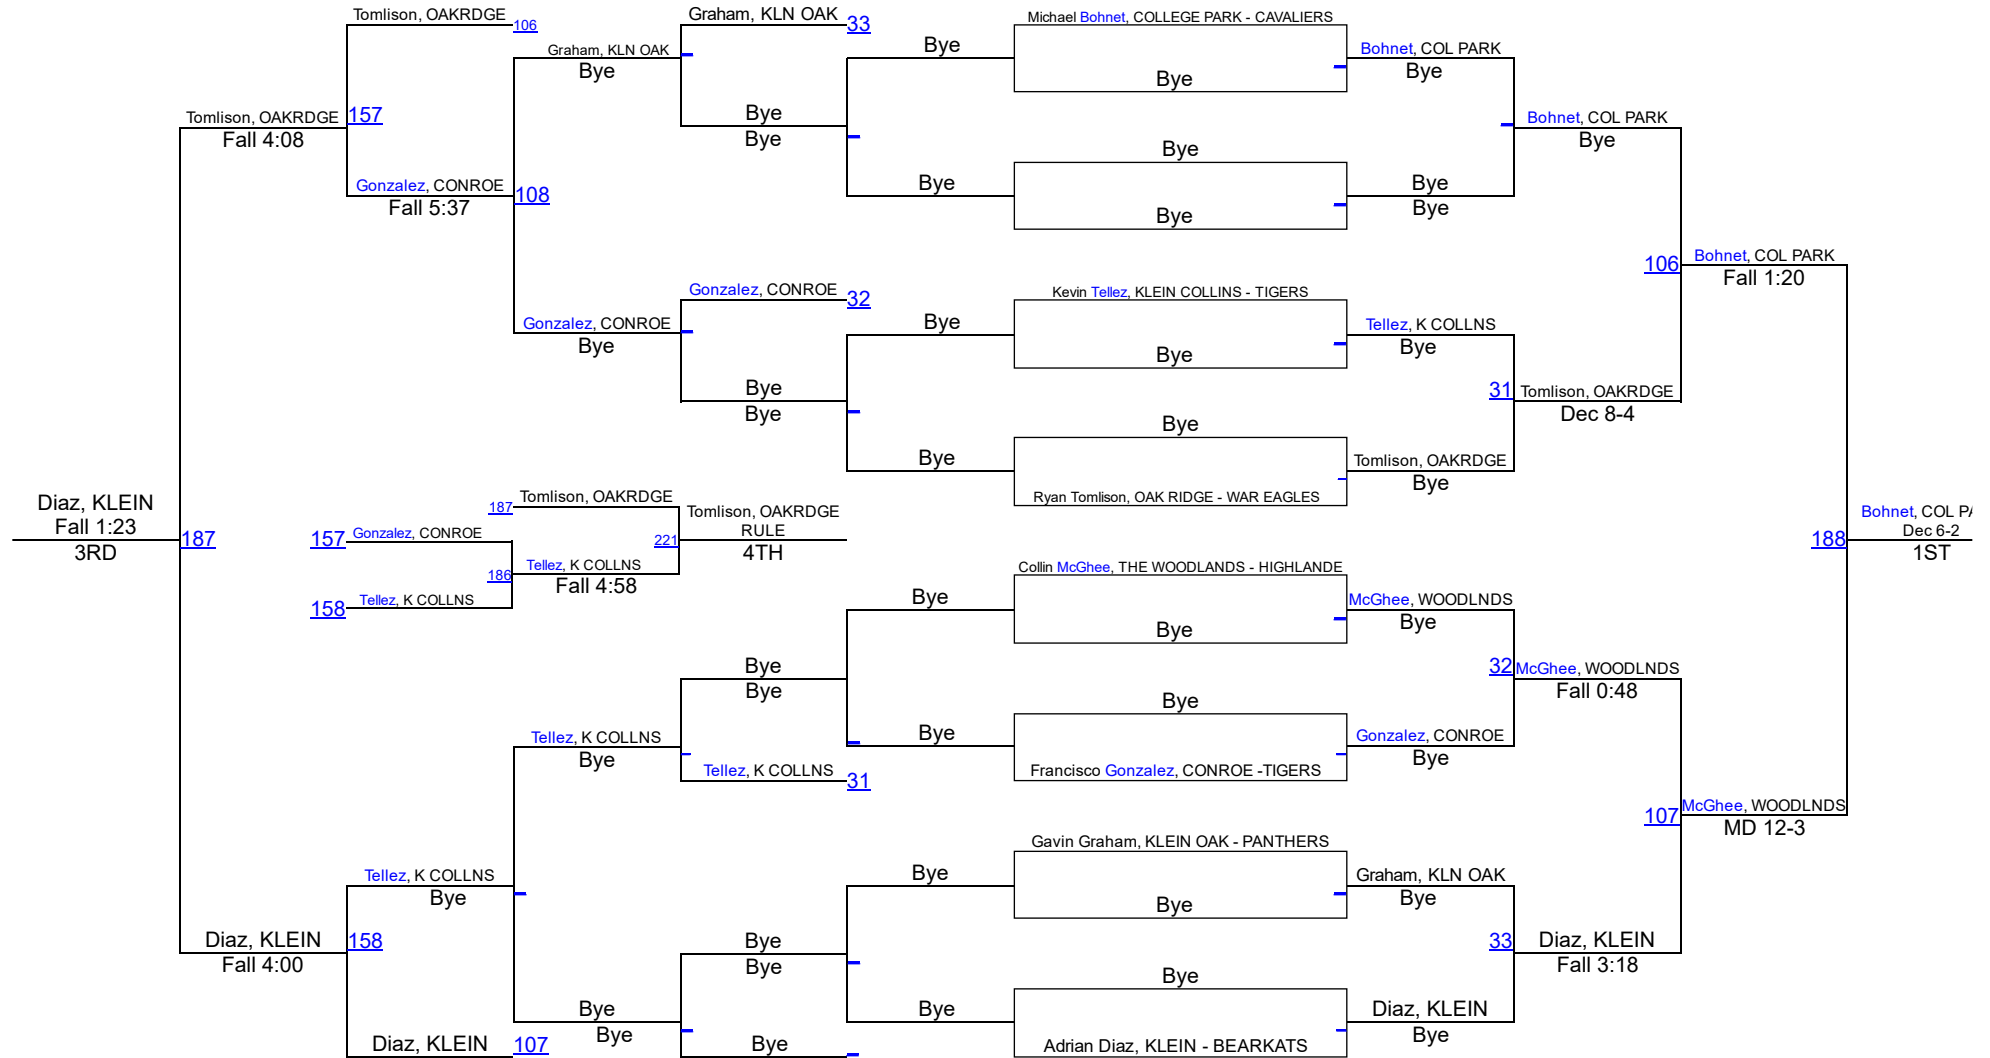 Tomlison, OAKRDGE
106
Graham, KLN OAK
33
Michael Bohnet, COLLEGE PARK - CAVALIERS
Graham, KLN OAK
Bye
Bye
Bye
Bohnet, COL PARK
Bye
Tomlison, OAKRDGE
157
Fall 4:08
Bye
Bye
Bohnet, COL PARK
Bye
Bye
Gonzalez, CONROE
108
Fall 5:37
Bye
Bye
Bye
Bye
106
Bohnet, COL PARK
Fall 1:20
Gonzalez, CONROE
32
Kevin Tellez, KLEIN COLLINS - TIGERS
Gonzalez, CONROE
Bye
Bye
Bye
Tellez, K COLLNS
Bye
Bye
Bye
31
Tomlison, OAKRDGE
Dec 8-4
Bye
Bye
Ryan Tomlison, OAK RIDGE - WAR EAGLES
Tomlison, OAKRDGE
Bye
Diaz, KLEIN
Fall 1:23
3RD
187
187
Tomlison, OAKRDGE
157
Gonzalez, CONROE
221
Tomlison, OAKRDGE
RULE
4TH
186
Tellez, K COLLNS
Fall 4:58
158
Tellez, K COLLNS
188
Bohnet, COL PA
Dec 6-2
1ST
Collin McGhee, THE WOODLANDS - HIGHLANDE
Bye
Bye
McGhee, WOODLNDS
Bye
Bye
Bye
32
McGhee, WOODLNDS
Fall 0:48
Bye
Bye
Francisco Gonzalez, CONROE -TIGERS
Gonzalez, CONROE
Bye
Tellez, K COLLNS
Bye
Tellez, K COLLNS
31
107
McGhee, WOODLNDS
MD 12-3
Gavin Graham, KLEIN OAK - PANTHERS
Tellez, K COLLNS
Bye
Bye
Bye
Graham, KLN OAK
Bye
Diaz, KLEIN
158
Fall 4:00
Bye
Bye
33
Diaz, KLEIN
Fall 3:18
Bye
Bye
Bye
Bye
Adrian Diaz, KLEIN - BEARKATS
Diaz, KLEIN
Bye
Diaz, KLEIN
107
Bye